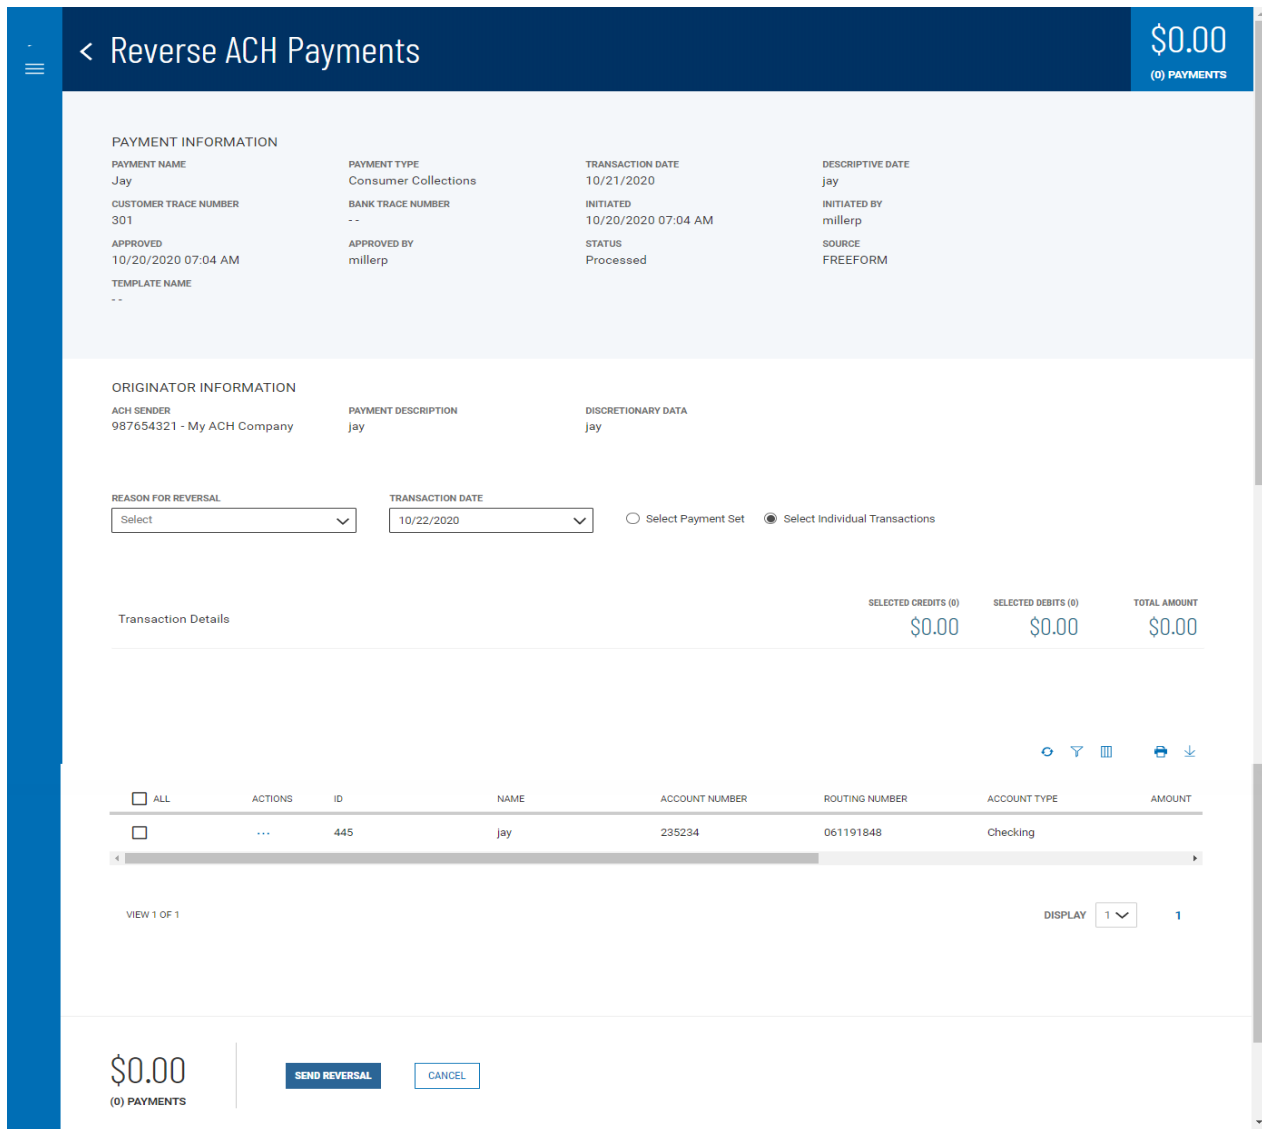 Reverse ACH Payments
$0.00
(0) PAYMENTS
PAYMENT INFORMATION
PAYMENT NAME PAYMENT TYPE TRANSACTION DATE DESCRIPTIVE DATE
Jay Consumer Collections 10/21/2020 jay
CUSTOMER TRACE NUMBER BANK TRACE NUMBER INITIATED INITIATED BY
301 - - 10/20/2020 07:04 AM millerp
APPROVED APPROVED BY STATUS SOURCE
10/20/2020 07:04 AM millerp Processed FREEFORM
TEMPLATE NAME
- -
ORIGINATOR INFORMATION
ACH SENDER PAYMENT DESCRIPTION DISCRETIONARY DATA
987654321 - My ACH Company jay jay
REASON FOR REVERSAL TRANSACTION DATE
Select 10/22/2020 Select Payment Set Select Individual Transactions
SELECTED CREDITS (0) SELECTED DEBITS (0) TOTAL AMOUNT
Transaction Details $0.00 $0.00 $0.00
ALL ACTIONS ID NAME ACCOUNT NUMBER ROUTING NUMBER ACCOUNT TYPE AMOUNT
... 445 jay 235234 061191848 Checking
VIEW 1 OF 1 DISPLAY 1 1
$0.00
(0) PAYMENTS
SEND REVERSAL CANCEL